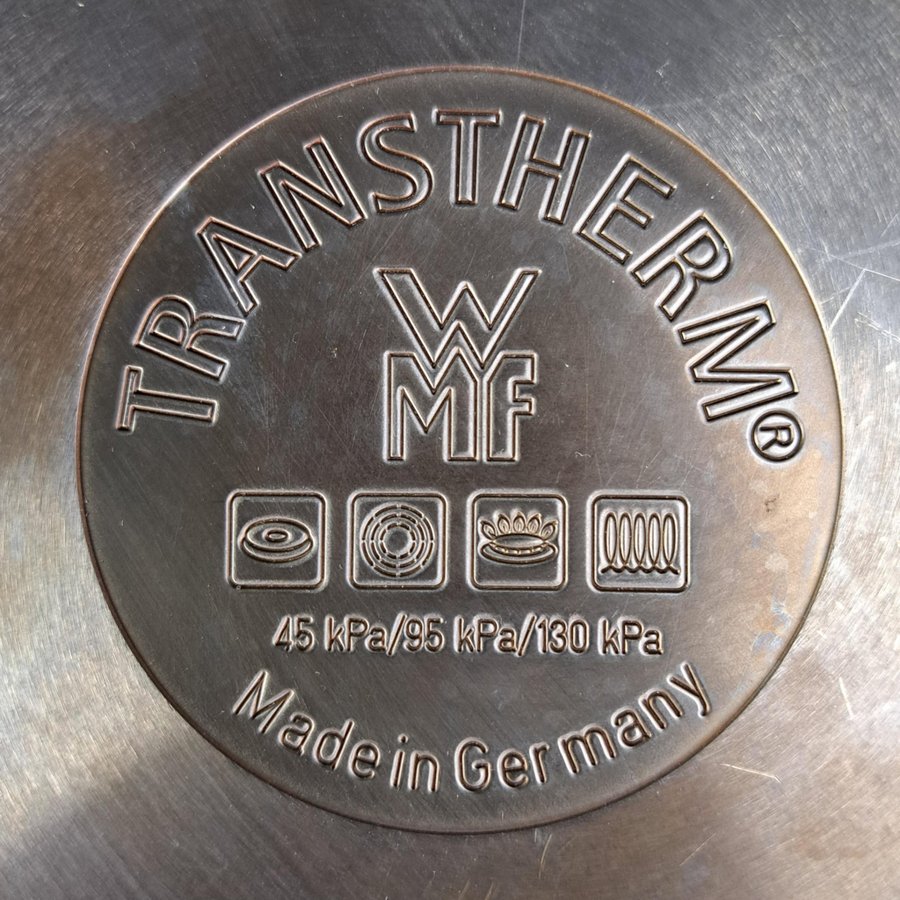 TRANSTHERM®
WMF
45 kPa/95 kPa/130 kPa
Made in Germany